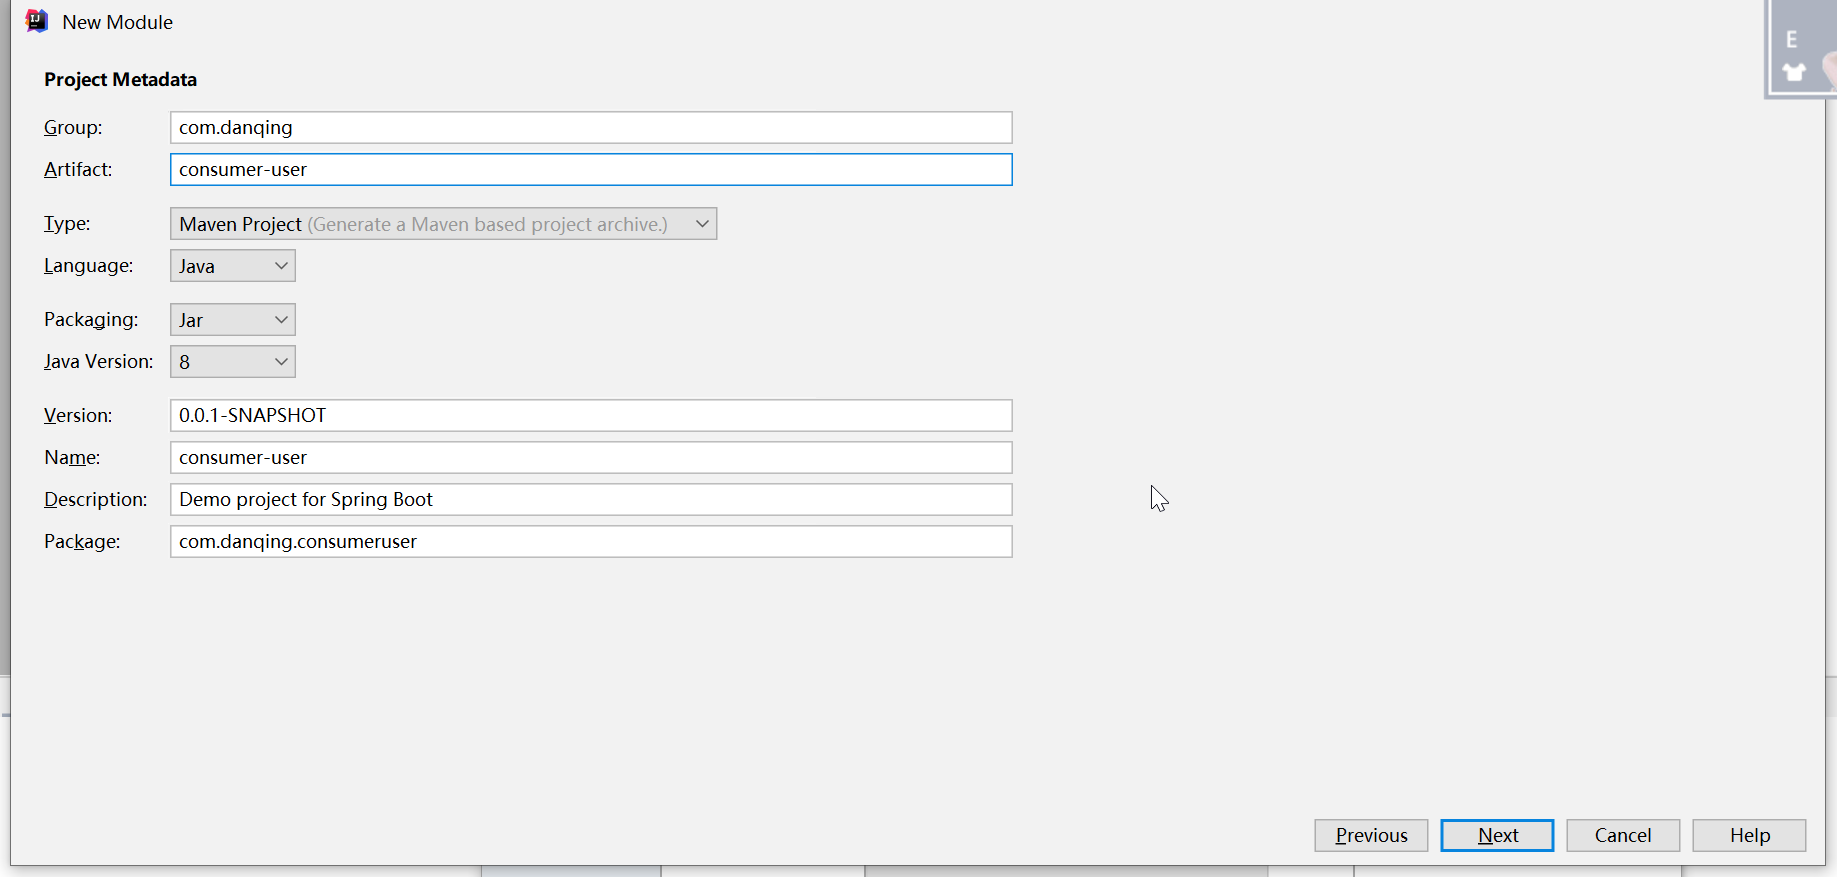 New Module
E
Project Metadata
Group: com.danqing
Artifact: consumer-user
Type: Maven Project (Generate a Maven based project archive.)
Language: Java
Packaging: Jar
Java Version: 8
Version: 0.0.1-SNAPSHOT
Name: consumer-user
Description: Demo project for Spring Boot
Package: com.danqing.consumeruser
Previous Next Cancel Help